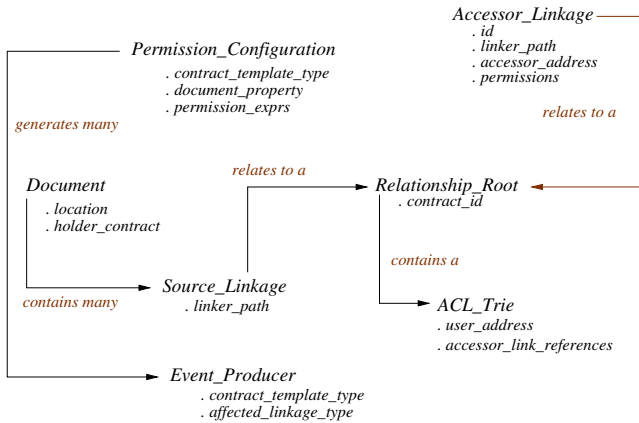 Accessor_Linkage
. id
. linker_path
. accessor_address
. permissions
Permission_Configuration
. contract_template_type
. document_property
. permission_exprs
generates many
relates to a
relates to a
Document
. location
. holder_contract
Relationship_Root
. contract_id
contains a
contains many
Source_Linkage
. linker_path
ACL_Trie
. user_address
. accessor_link_references
Event_Producer
. contract_template_type
. affected_linkage_type